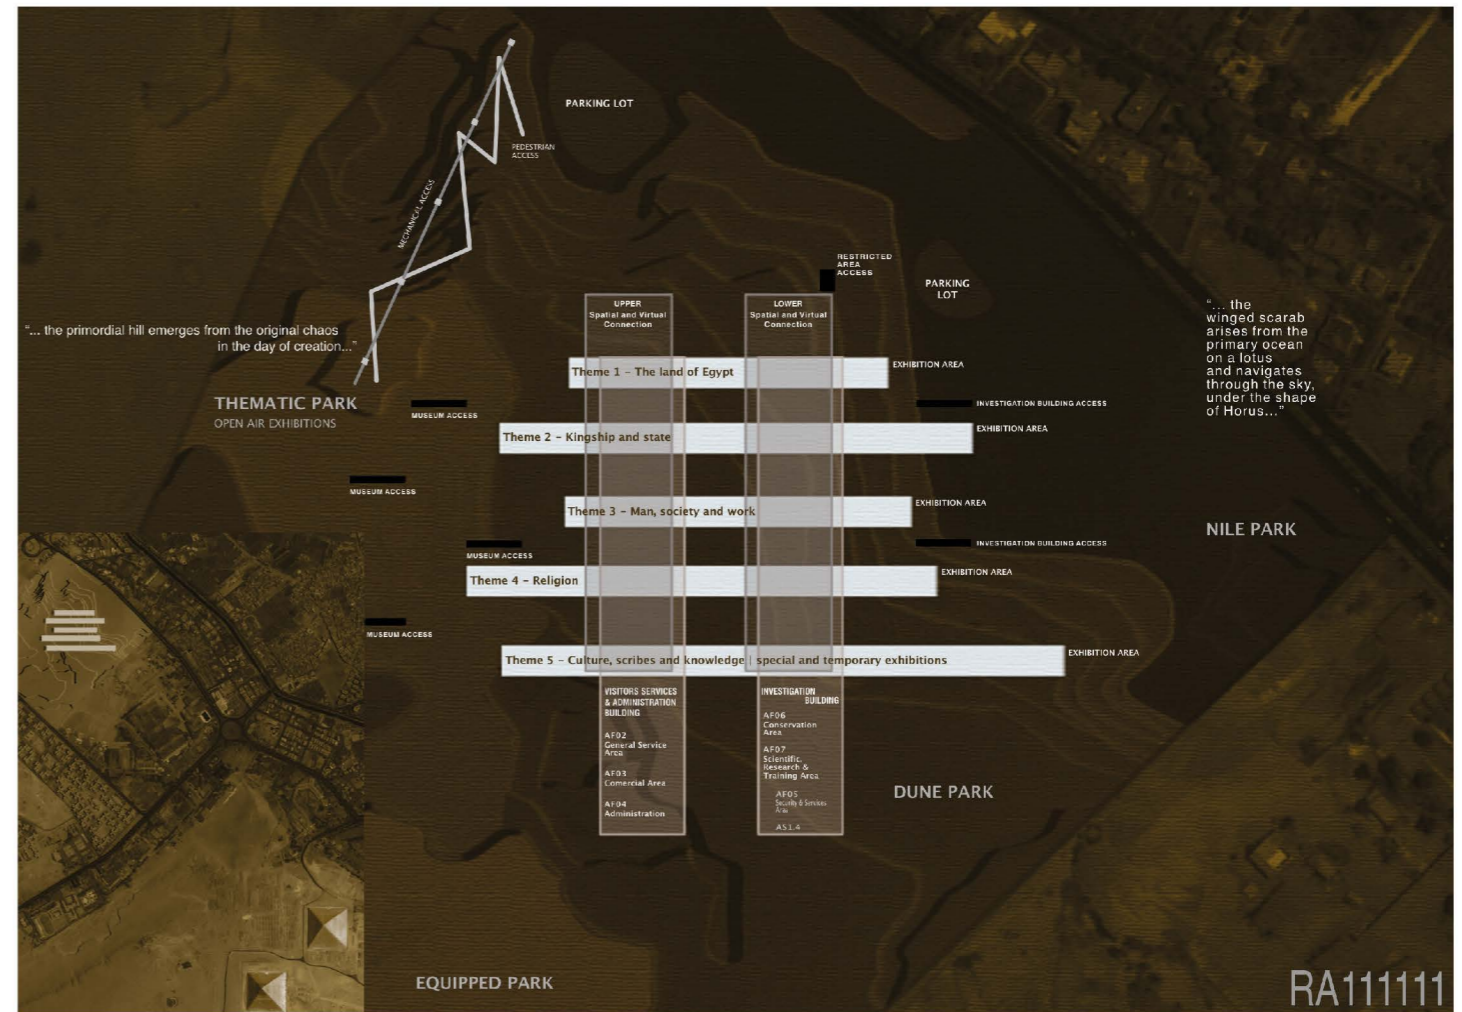 PARKING LOT
PEDESTRIAN
ACCESS
MECHANICAL ACCESS
RESTRICTED
AREA
ACCESS
PARKING
LOT
UPPER
Spatial and Virtual
Connection
LOWER
Spatial and Virtual
Connection
"... the
winged scarab
arises from the
primary ocean
on a lotus
and navigates
through the sky,
under the shape
of Horus..."
"... the primordial hill emerges from the original chaos
in the day of creation..."
Theme 1 - The land of Egypt
EXHIBITION AREA
THEMATIC PARK
OPEN AIR EXHIBITIONS
MUSEUM ACCESS
INVESTIGATION BUILDING ACCESS
Theme 2 - Kingship and state
EXHIBITION AREA
MUSEUM ACCESS
Theme 3 - Man, society and work
EXHIBITION AREA
NILE PARK
INVESTIGATION BUILDING ACCESS
MUSEUM ACCESS
Theme 4 - Religion
EXHIBITION AREA
MUSEUM ACCESS
Theme 5 - Culture, scribes and knowledge | special and temporary exhibitions
EXHIBITION AREA
VISITORS SERVICES
& ADMINISTRATION
BUILDING
AF02
General Service
Area
AF03
Comercial Area
AF04
Administration
INVESTIGATION
BUILDING
AF06
Conservation
Area
AF07
Scientific,
Research &
Training Area
AF05
Security & Services
Area
AS1.4
DUNE PARK
EQUIPPED PARK
RA111111